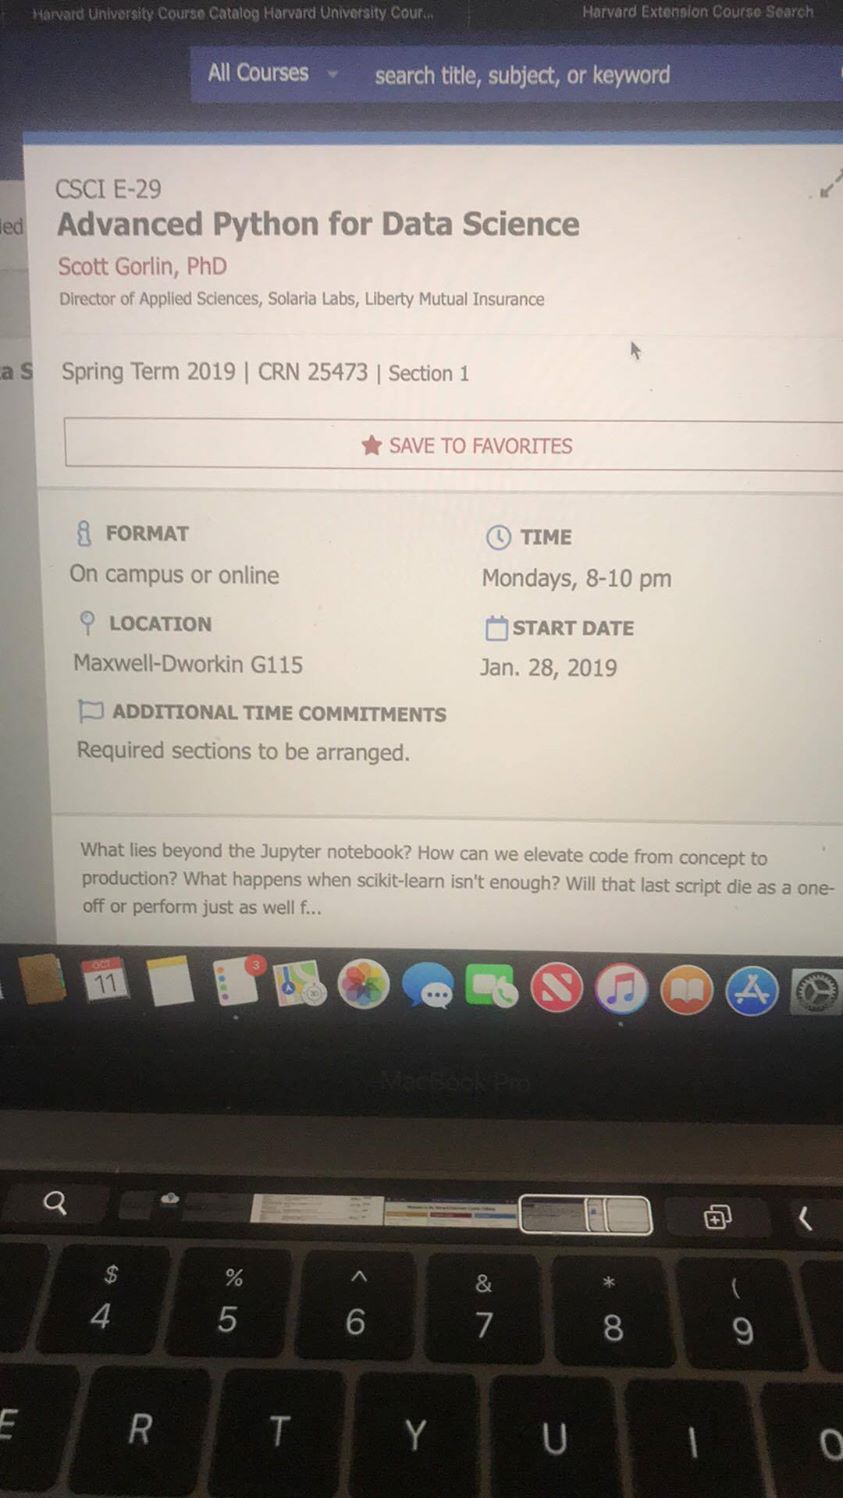 Harvard University Course Catalog Harvard University Cour...
Harvard Extension Course Search
All Courses
search title, subject, or keyword
CSCI E-29
Advanced Python for Data Science
Scott Gorlin, PhD
Director of Applied Sciences, Solaria Labs, Liberty Mutual Insurance
a S
Spring Term 2019 | CRN 25473 | Section 1
★ SAVE TO FAVORITES
FORMAT
On campus or online
TIME
Mondays, 8-10 pm
LOCATION
Maxwell-Dworkin G115
START DATE
Jan. 28, 2019
ADDITIONAL TIME COMMITMENTS
Required sections to be arranged.
What lies beyond the Jupyter notebook? How can we elevate code from concept to
production? What happens when scikit-learn isn't enough? Will that last script die as a one-
off or perform just as well f...
OCT
11
3
MacBook Pro
$ % ^ & * (
4 5 6 7 8 9
E R T Y U I O